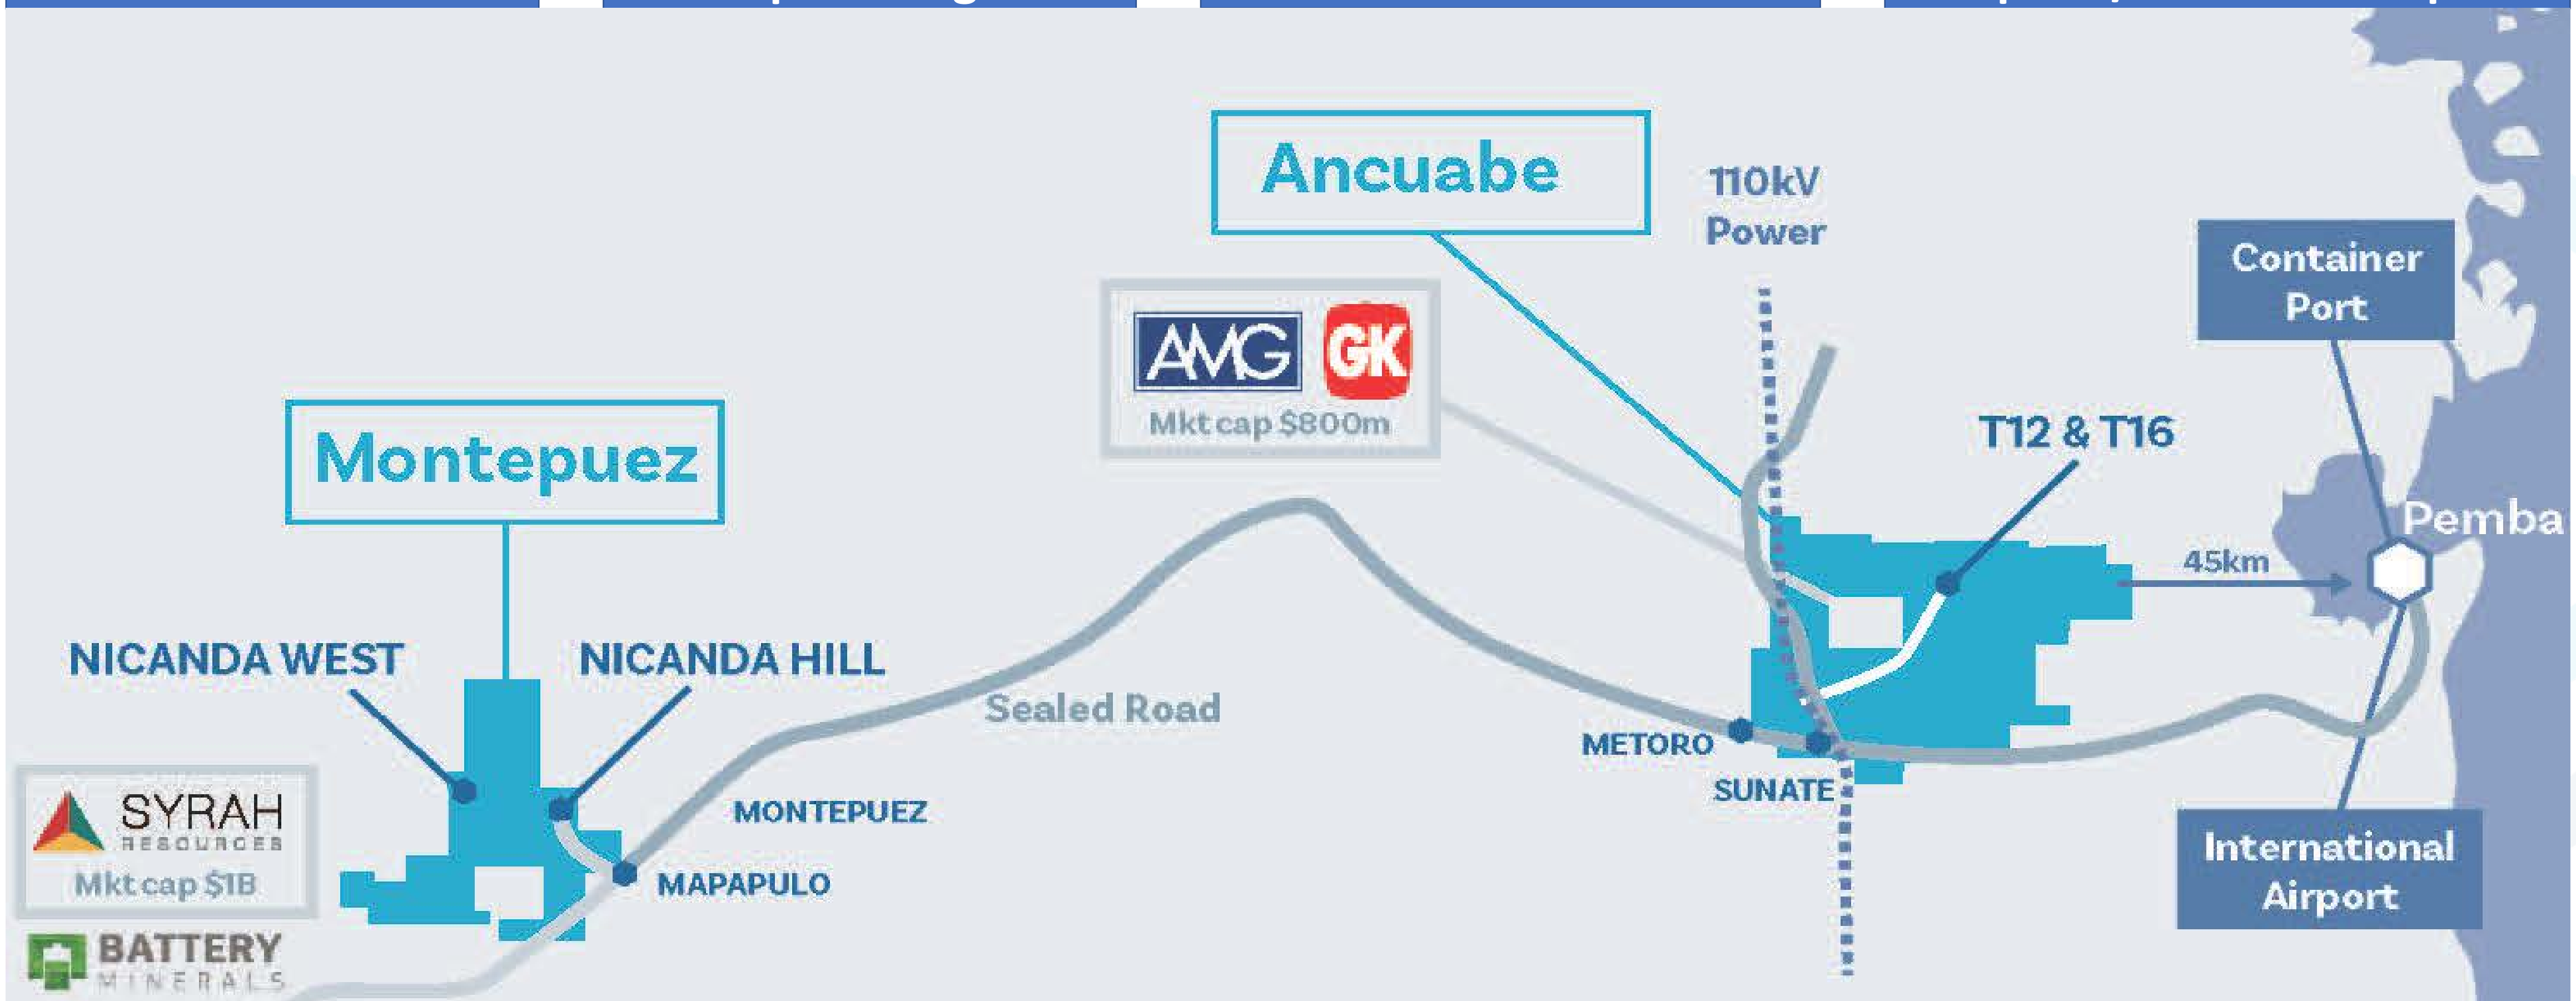 Ancuabe
110kV
Power
Container
Port
AMG GK
Mkt cap $800m
Montepuez
T12 & T16
Pemba
45km
NICANDA WEST
NICANDA HILL
Sealed Road
METORO
SUNATE
SYRAH
RESOURCES
Mkt cap $1B
MONTEPUEZ
MAPAPULO
International
Airport
BATTERY
MINERALS